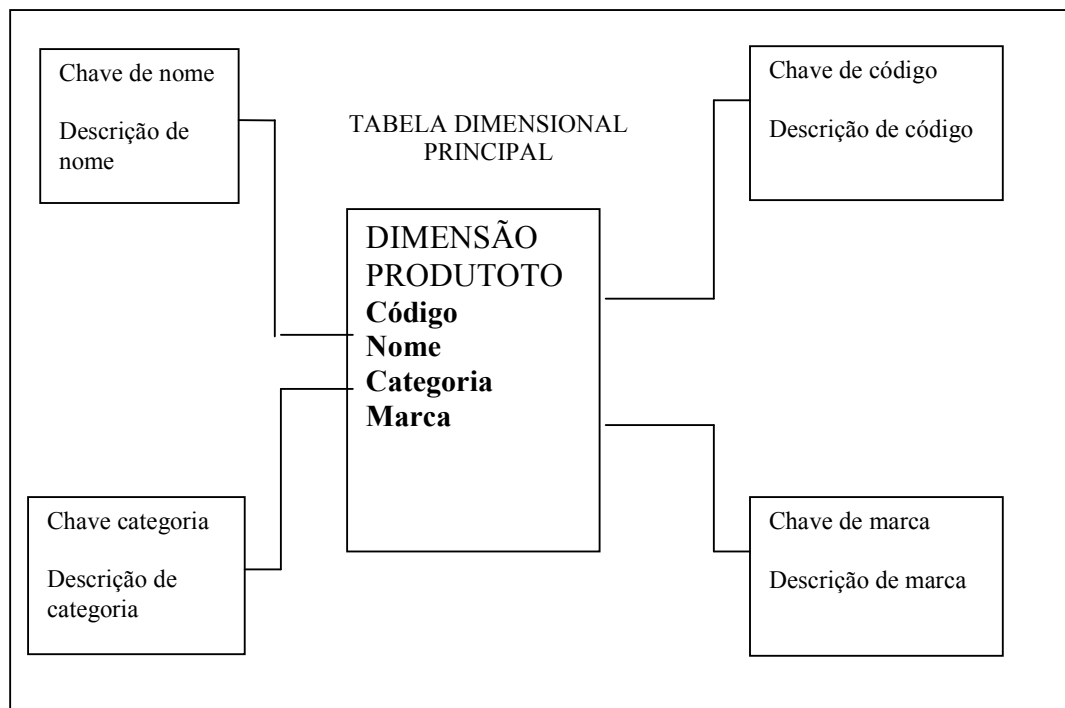 Chave de nome
Descrição de
nome
TABELA DIMENSIONAL
PRINCIPAL
Chave de código
Descrição de código
DIMENSÃO
PRODUTOTO
Código
Nome
Categoria
Marca
Chave categoria
Descrição de
categoria
Chave de marca
Descrição de marca